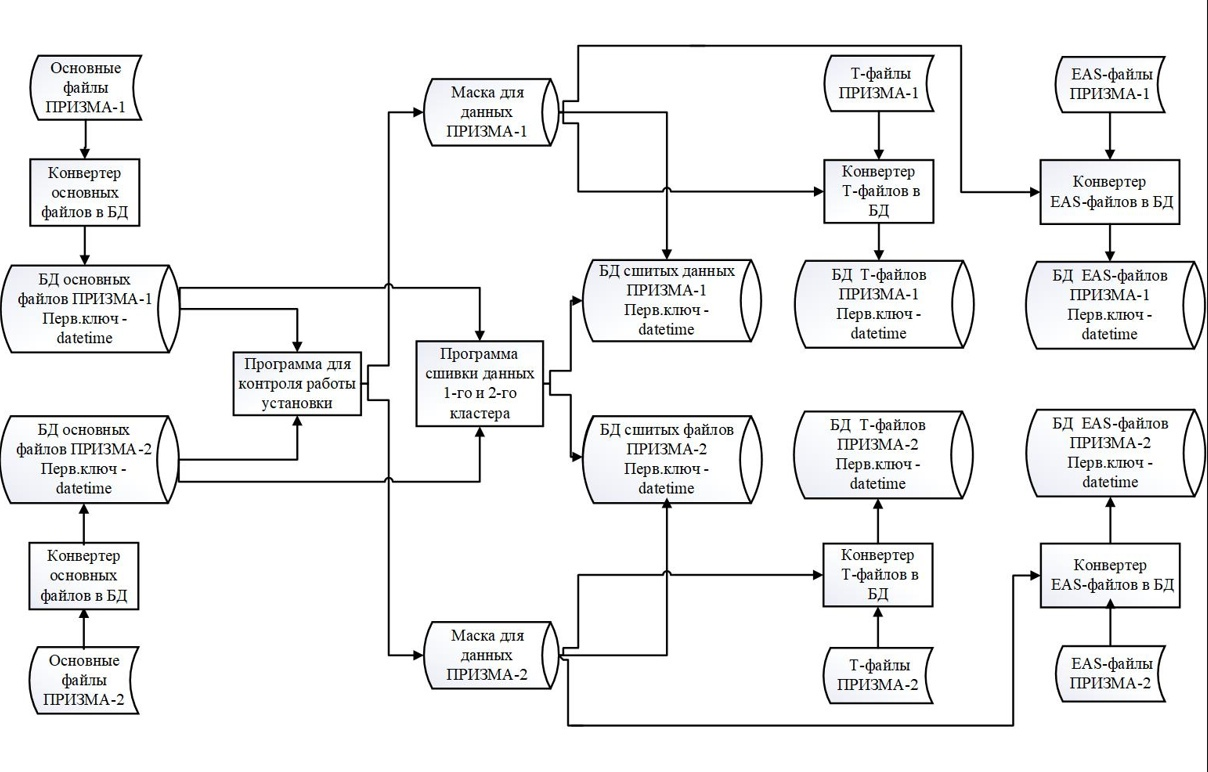 Основные
файлы
ПРИЗМА-1
Конвертер
основных
файлов в БД
БД основных
файлов ПРИЗМА-1
Перв.ключ -
datetime
БД основных
файлов ПРИЗМА-2
Перв.ключ -
datetime
Конвертер
основных
файлов в БД
Основные
файлы
ПРИЗМА-2
Программа для
контроля работы
установки
Маска для
данных
ПРИЗМА-1
Программа
сшивки данных
1-го и 2-го
кластера
Маска для
данных
ПРИЗМА-2
БД сшитых данных
ПРИЗМА-1
Перв.ключ -
datetime
БД сшитых файлов
ПРИЗМА-2
Перв.ключ -
datetime
Т-файлы
ПРИЗМА-1
Конвертер
Т-файлов в
БД
БД Т-файлов
ПРИЗМА-1
Перв.ключ -
datetime
БД Т-файлов
ПРИЗМА-2
Перв.ключ -
datetime
Конвертер
Т-файлов в
БД
Т-файлы
ПРИЗМА-2
EAS-файлы
ПРИЗМА-1
Конвертер
EAS-файлов в БД
БД EAS-файлов
ПРИЗМА-1
Перв.ключ -
datetime
БД EAS-файлов
ПРИЗМА-2
Перв.ключ -
datetime
Конвертер
EAS-файлов в БД
EAS-файлы
ПРИЗМА-2